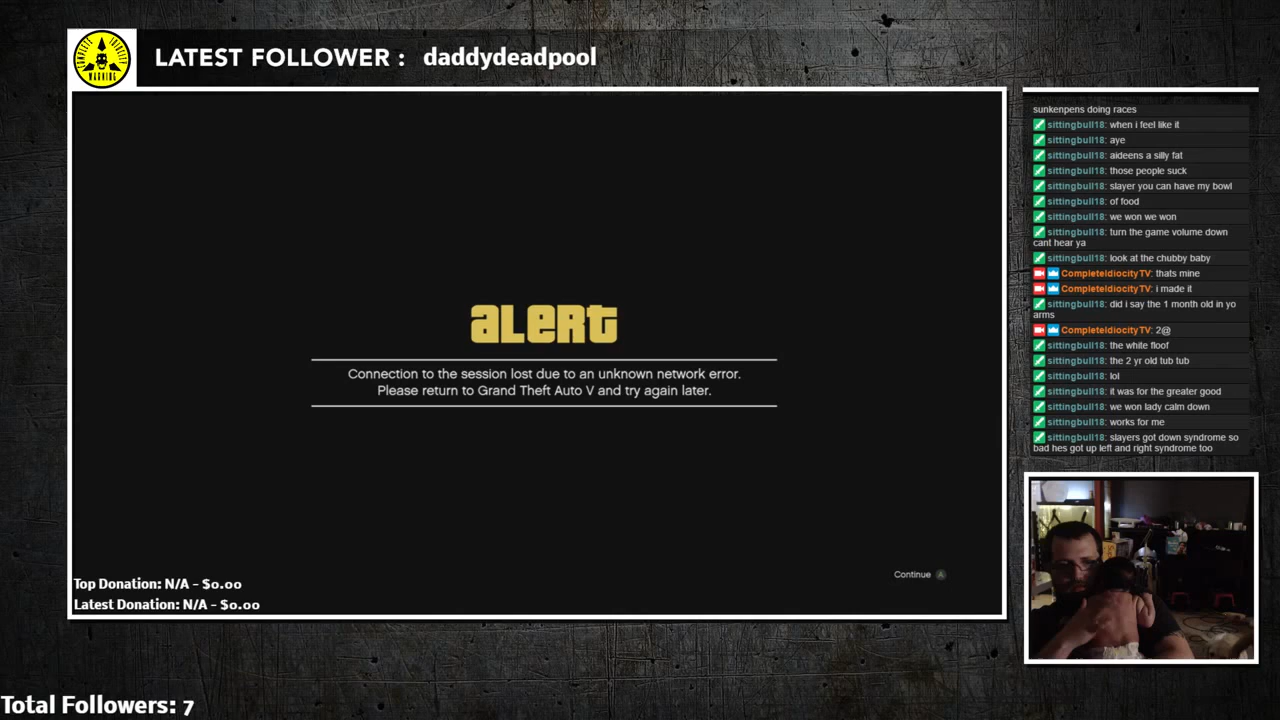 LATEST FOLLOWER : daddydeadpool
COMPLETE IDIOCITY
WARNING
sunkenpens doing races
sittingbull18: when i feel like it
sittingbull18: aye
sittingbull18: aideens a silly fat
sittingbull18: those people suck
sittingbull18: slayer you can have my bowl
sittingbull18: of food
sittingbull18: we won we won
sittingbull18: turn the game volume down
cant hear ya
sittingbull18: look at the chubby baby
CompleteIdiocityTV: thats mine
CompleteIdiocityTV: i made it
sittingbull18: did i say the 1 month old in yo
arms
CompleteIdiocityTV: 2@
sittingbull18: the white floof
sittingbull18: the 2 yr old tub tub
sittingbull18: lol
sittingbull18: it was for the greater good
sittingbull18: we won lady calm down
sittingbull18: works for me
sittingbull18: slayers got down syndrome so
bad hes got up left and right syndrome too
alert
Connection to the session lost due to an unknown network error.
Please return to Grand Theft Auto V and try again later.
Continue A
Top Donation: N/A - $0.00
Latest Donation: N/A - $0.00
Total Followers: 7